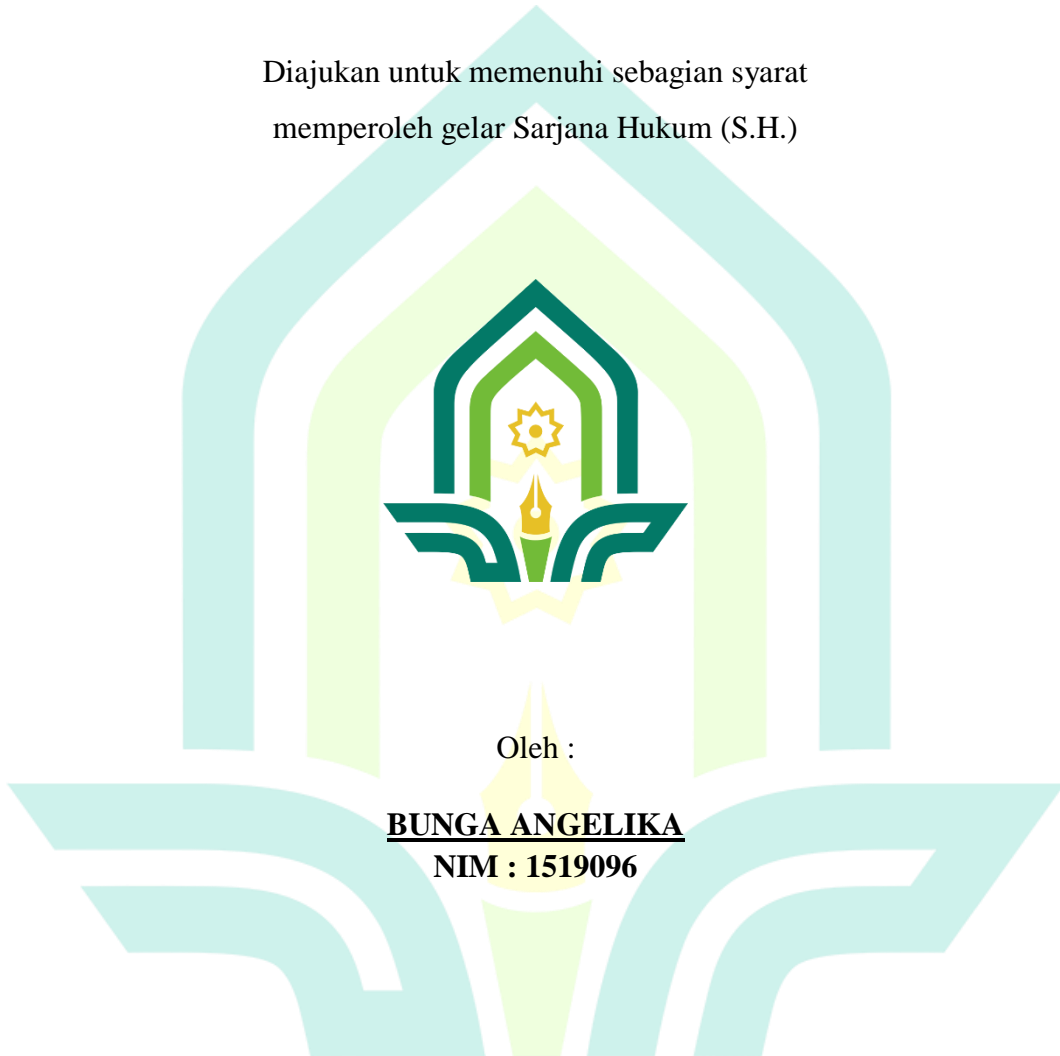 Diajukan untuk memenuhi sebagian syarat
memperoleh gelar Sarjana Hukum (S.H.)
Oleh :
BUNGA ANGELIKA
NIM : 1519096